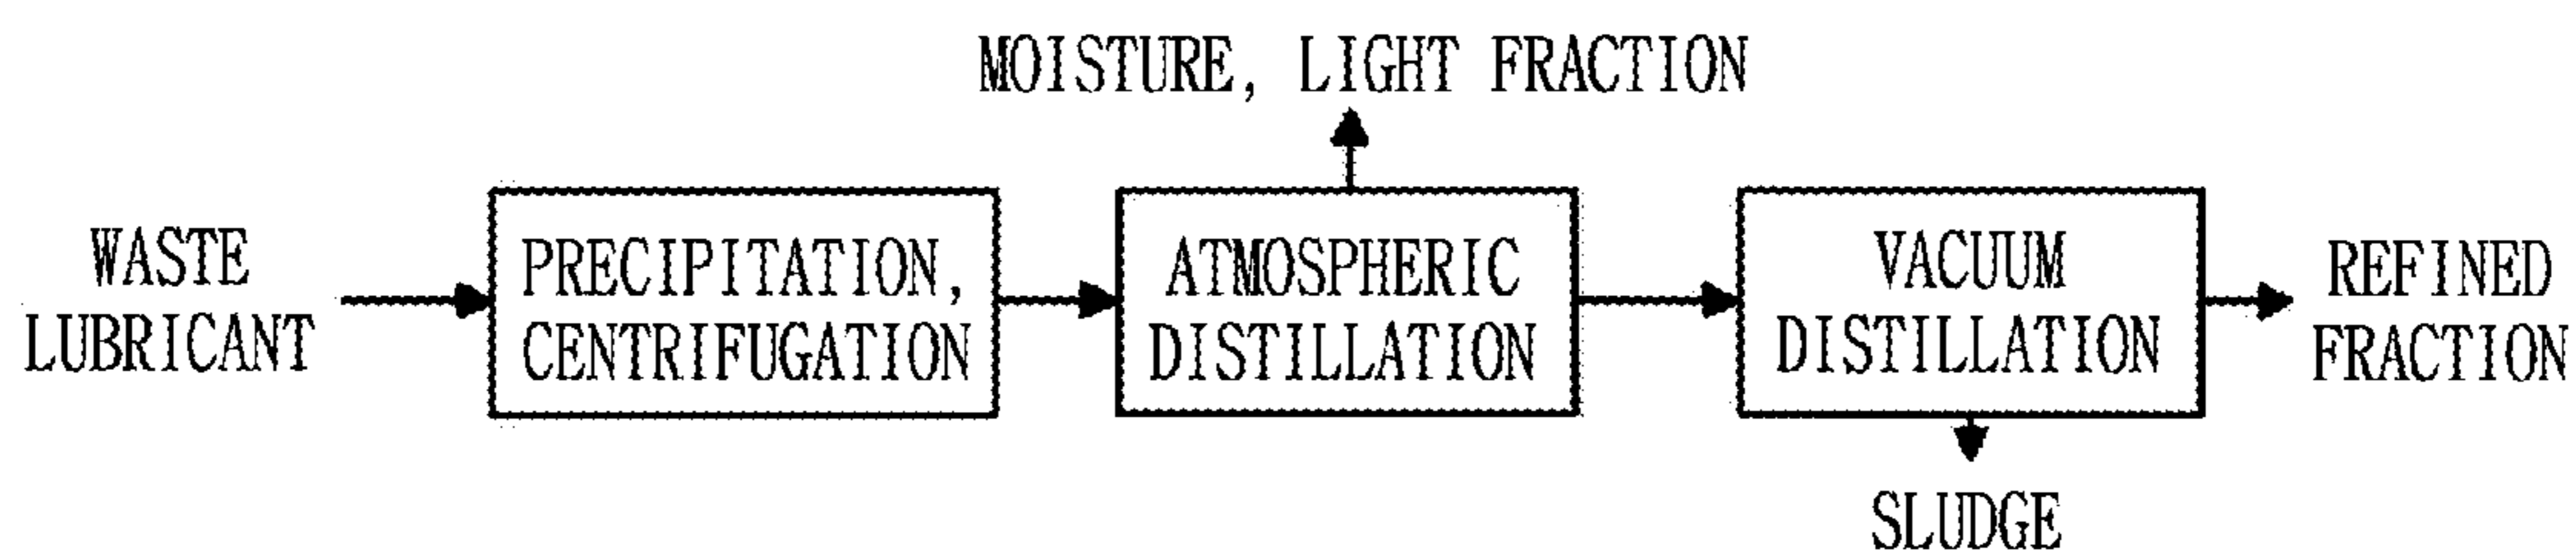 MOISTURE, LIGHT FRACTION
WASTE
LUBRICANT
PRECIPITATION,
CENTRIFUGATION
ATMOSPHERIC
DISTILLATION
VACUUM
DISTILLATION
REFINED
FRACTION
SLUDGE